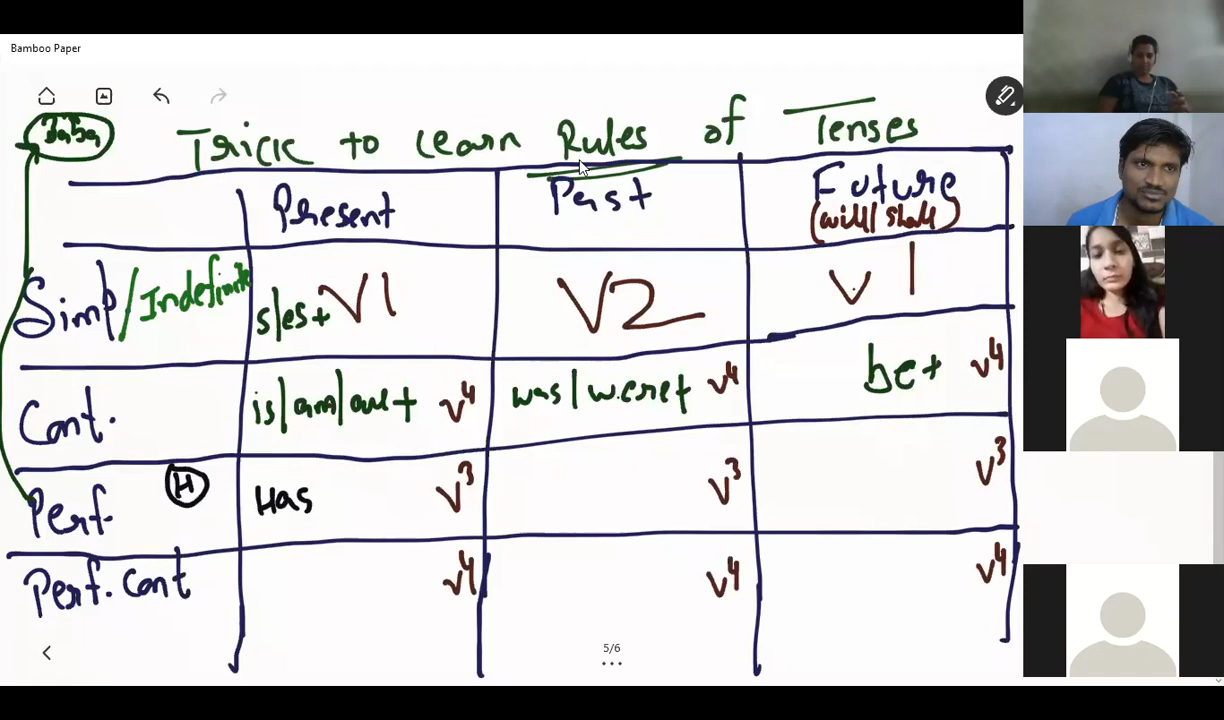 Bamboo Paper
Trick to Learn Rules of Tenses
Present Past Future
(will/shall)
Simp/Indefinite s/es+ V1 V2 V1
Cont. is/am/are+ V4 was/were+ V4 be+ V4
Perf. H Has V3 V3 V3
Perf. Cont V4 V4 V4
5/6